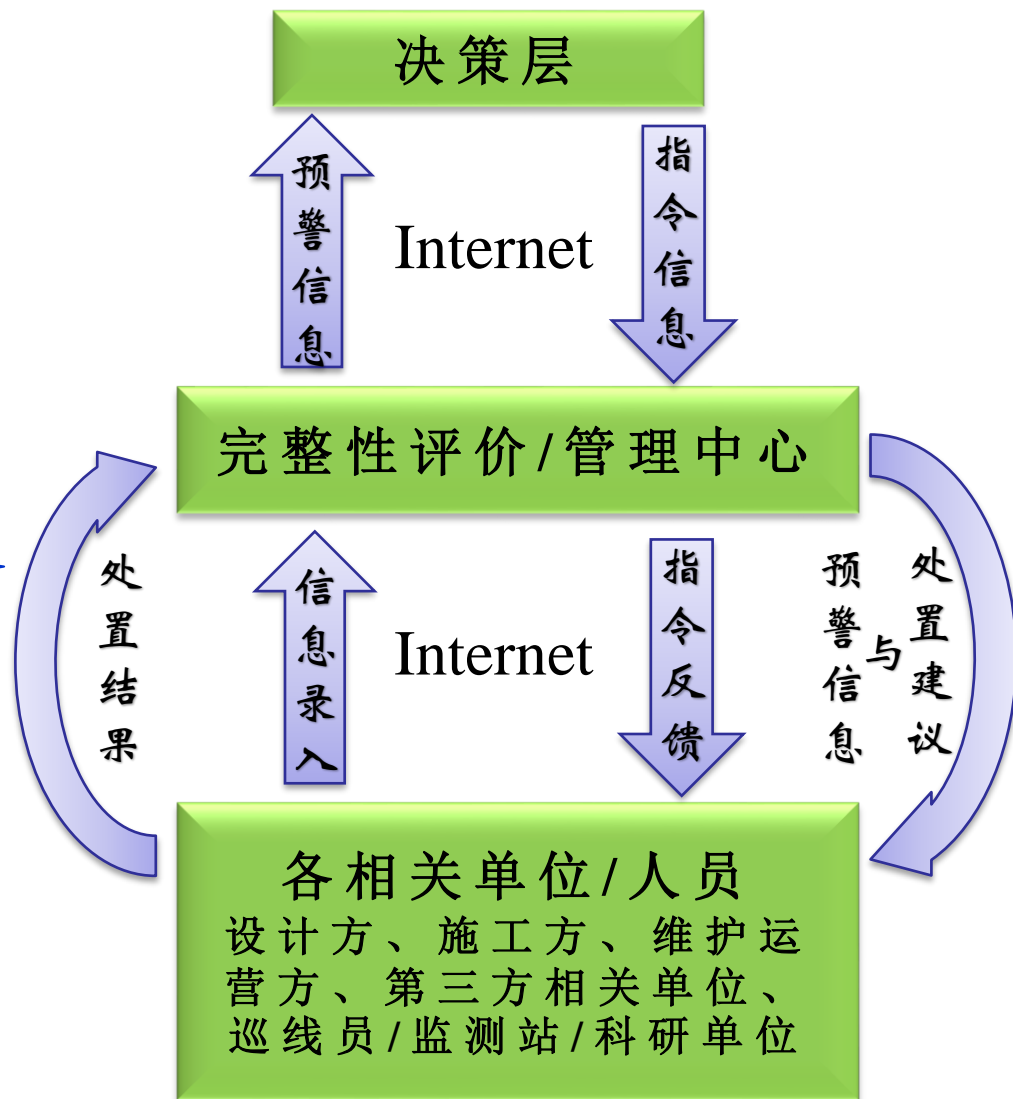 决策层
预警信息
Internet
指令信息
完整性评价/管理中心
处置结果
信息录入
Internet
指令反馈
预警信息
与
处置建议
各相关单位/人员
设计方、施工方、维护运
营方、第三方相关单位、
巡线员/监测站/科研单位